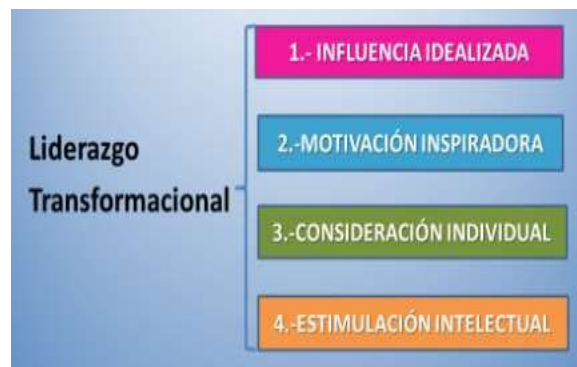 Liderazgo
Transformacional
1.- INFLUENCIA IDEALIZADA
2.-MOTIVACIÓN INSPIRADORA
3.-CONSIDERACIÓN INDIVIDUAL
4.-ESTIMULACIÓN INTELECTUAL